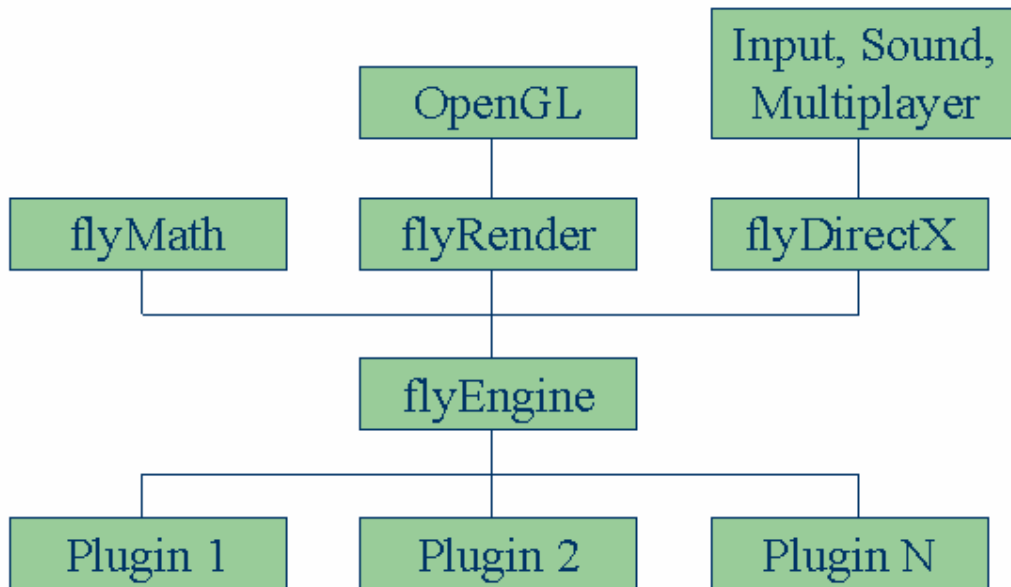 Input, Sound,
Multiplayer
OpenGL
flyMath
flyRender
flyDirectX
flyEngine
Plugin 1
Plugin 2
Plugin N